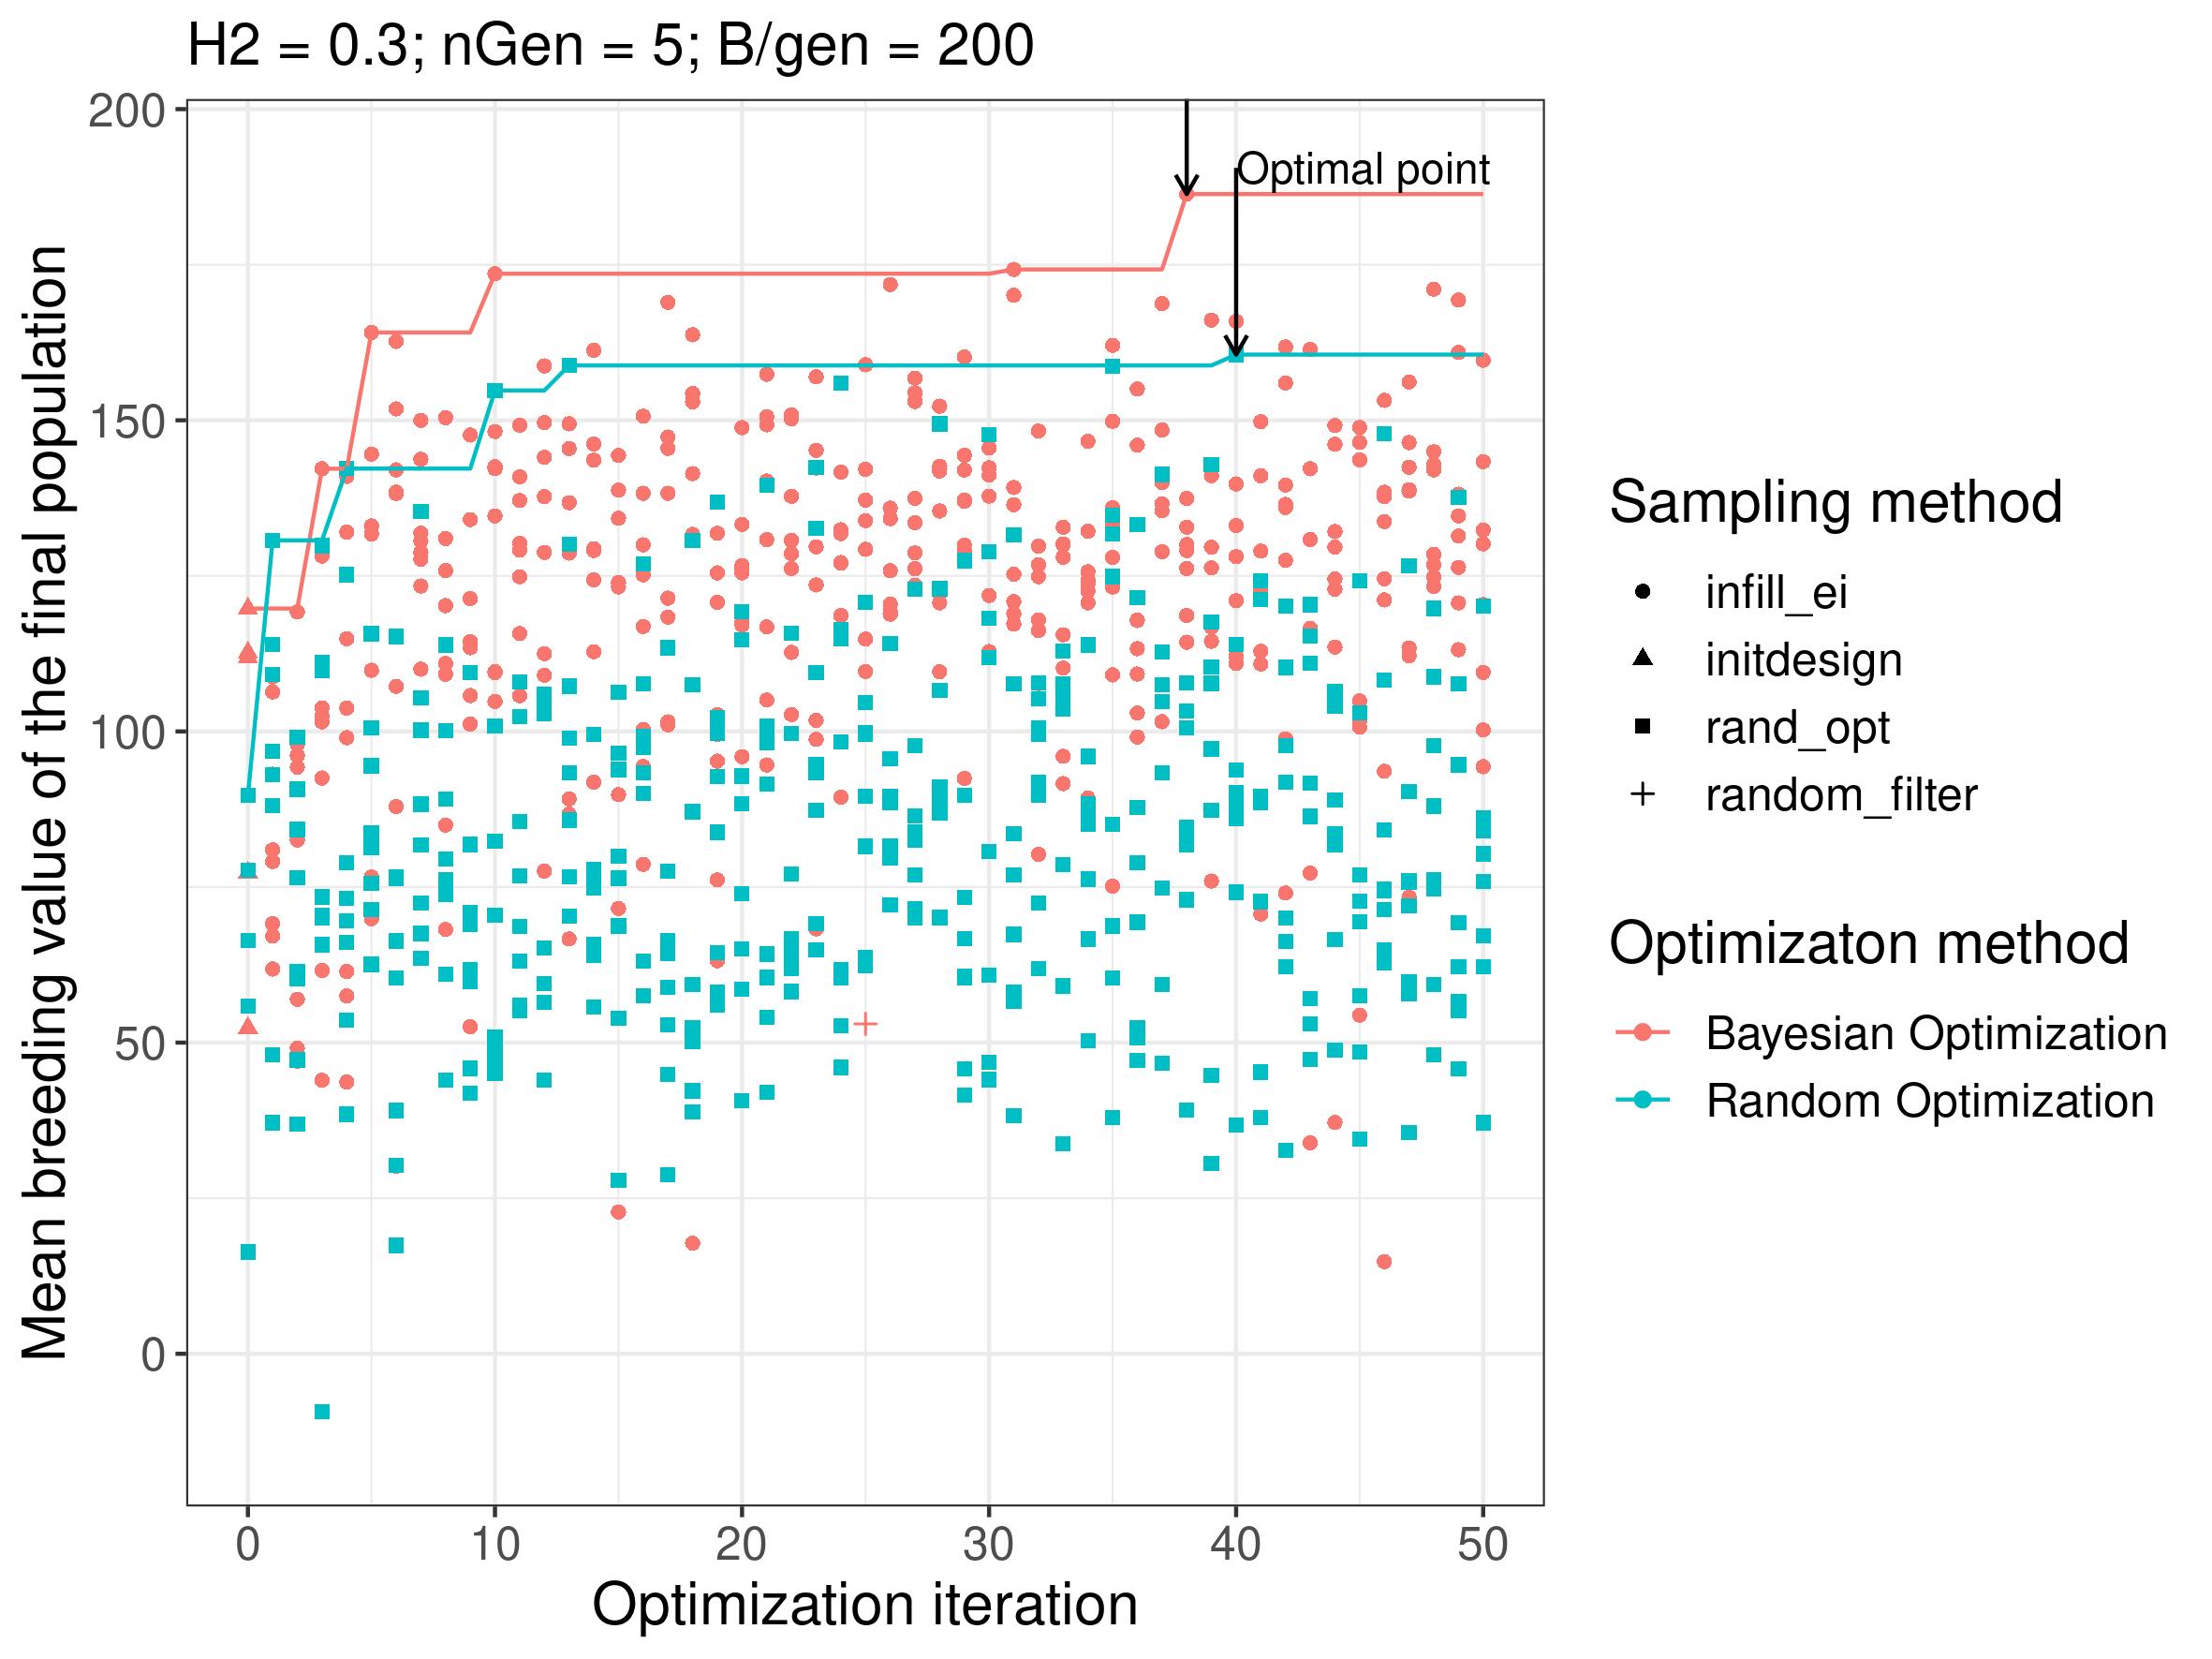 H2 = 0.3; nGen = 5; B/gen = 200
Mean breeding value of the final population
200
150
100
50
0
Optimal point
0 10 20 30 40 50
Optimization iteration
Sampling method
infill_ei
initdesign
rand_opt
random_filter
Optimizaton method
Bayesian Optimization
Random Optimization